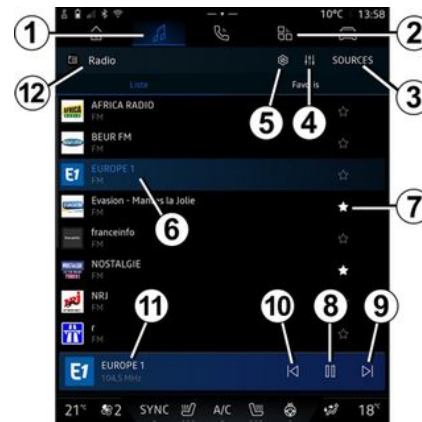 10°C 13:58
1
2
Radio
SOURCES
12
5
4
3
Liste
Favoris
AFRICA RADIO
FM
BEUR FM
FM
E1
EUROPE 1
FM
6
Evasion - Mantes la Jolie
FM
7
franceinfo
FM
NOSTALGIE
FM
11
10
8
9
NRJ
FM
r
FM
E1
EUROPE 1
104,5 MHz
21°C 2 SYNC A/C 18°C